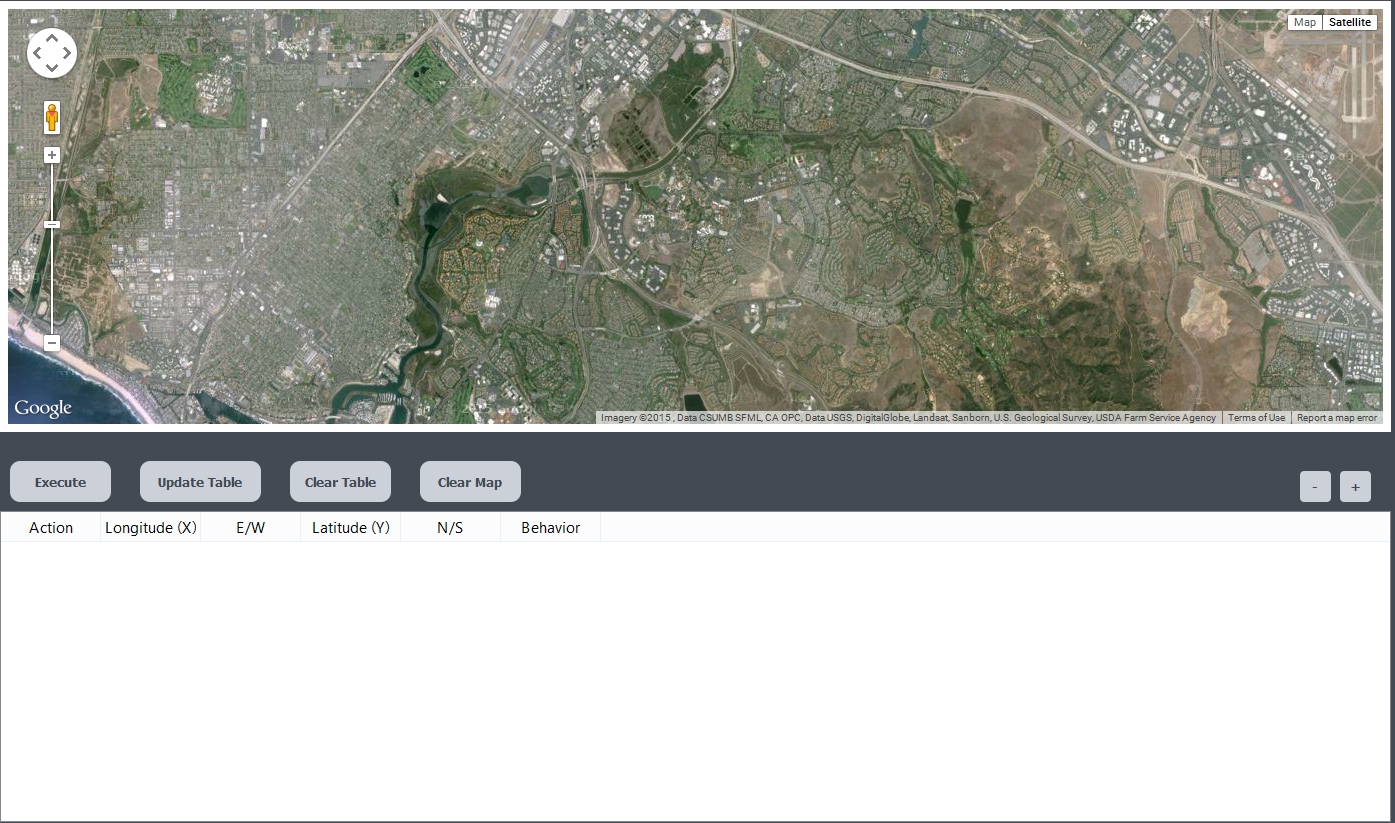 Map Satellite
Google
Imagery ©2015 , Data CSUMB SFML, CA OPC, Data USGS, DigitalGlobe, Landsat, Sanborn, U.S. Geological Survey, USDA Farm Service Agency Terms of Use Report a map error
Execute Update Table Clear Table Clear Map - +
Action Longitude (X) E/W Latitude (Y) N/S Behavior